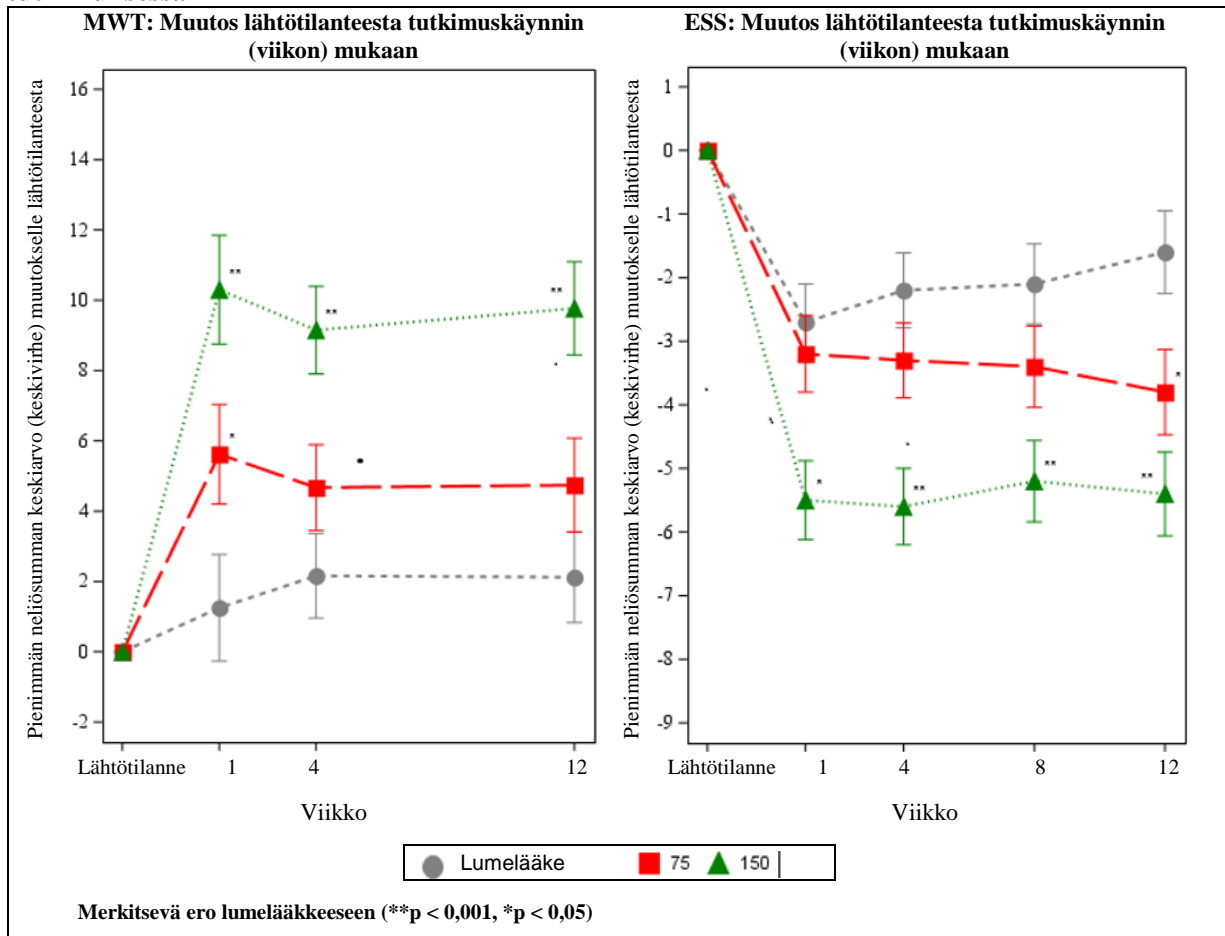 MWT: Muutos lähtötilanteesta tutkimuskäynnin
(viikon) mukaan
Pienimmän neliösumman keskiarvo (keskivirhe) muutokselle lähtötilanteesta
16
14
12
10
8
6
4
2
0
-2
**
**
**
*
Lähtötilanne 1 4 12
Viikko
ESS: Muutos lähtötilanteesta tutkimuskäynnin
(viikon) mukaan
Pienimmän neliösumman keskiarvo (keskivirhe) muutokselle lähtötilanteesta
1
0
-1
-2
-3
-4
-5
-6
-7
-8
-9
*
*
**
**
**
Lähtötilanne 1 4 8 12
Viikko
Lumelääke 75 150
Merkitsevä ero lumelääkkeeseen (**p < 0,001, *p < 0,05)